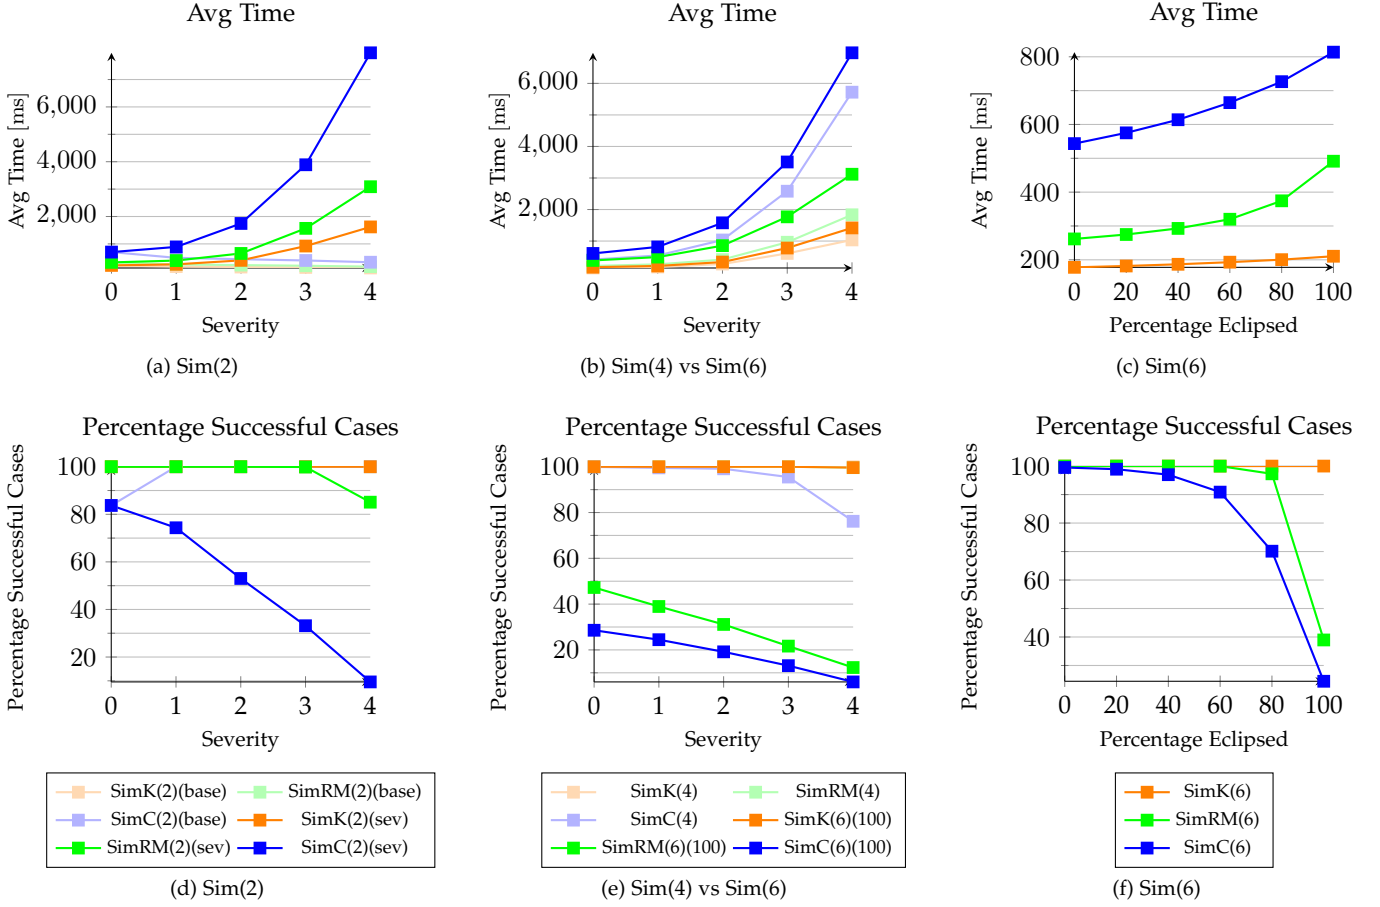 Avg Time
Avg Time [ms]
6,000
4,000
2,000
0 1 2 3 4
Severity
(a) Sim(2)
Avg Time
Avg Time [ms]
6,000
4,000
2,000
0 1 2 3 4
Severity
(b) Sim(4) vs Sim(6)
Avg Time
Avg Time [ms]
800
600
400
200
0 20 40 60 80 100
Percentage Eclipsed
(c) Sim(6)
Percentage Successful Cases
Percentage Successful Cases
100
80
60
40
20
0 1 2 3 4
Severity
SimK(2)(base) SimRM(2)(base)
SimC(2)(base) SimK(2)(sev)
SimRM(2)(sev) SimC(2)(sev)
(d) Sim(2)
Percentage Successful Cases
Percentage Successful Cases
100
80
60
40
20
0 1 2 3 4
Severity
SimK(4) SimRM(4)
SimC(4) SimK(6)(100)
SimRM(6)(100) SimC(6)(100)
(e) Sim(4) vs Sim(6)
Percentage Successful Cases
Percentage Successful Cases
100
80
60
40
0 20 40 60 80 100
Percentage Eclipsed
SimK(6)
SimRM(6)
SimC(6)
(f) Sim(6)